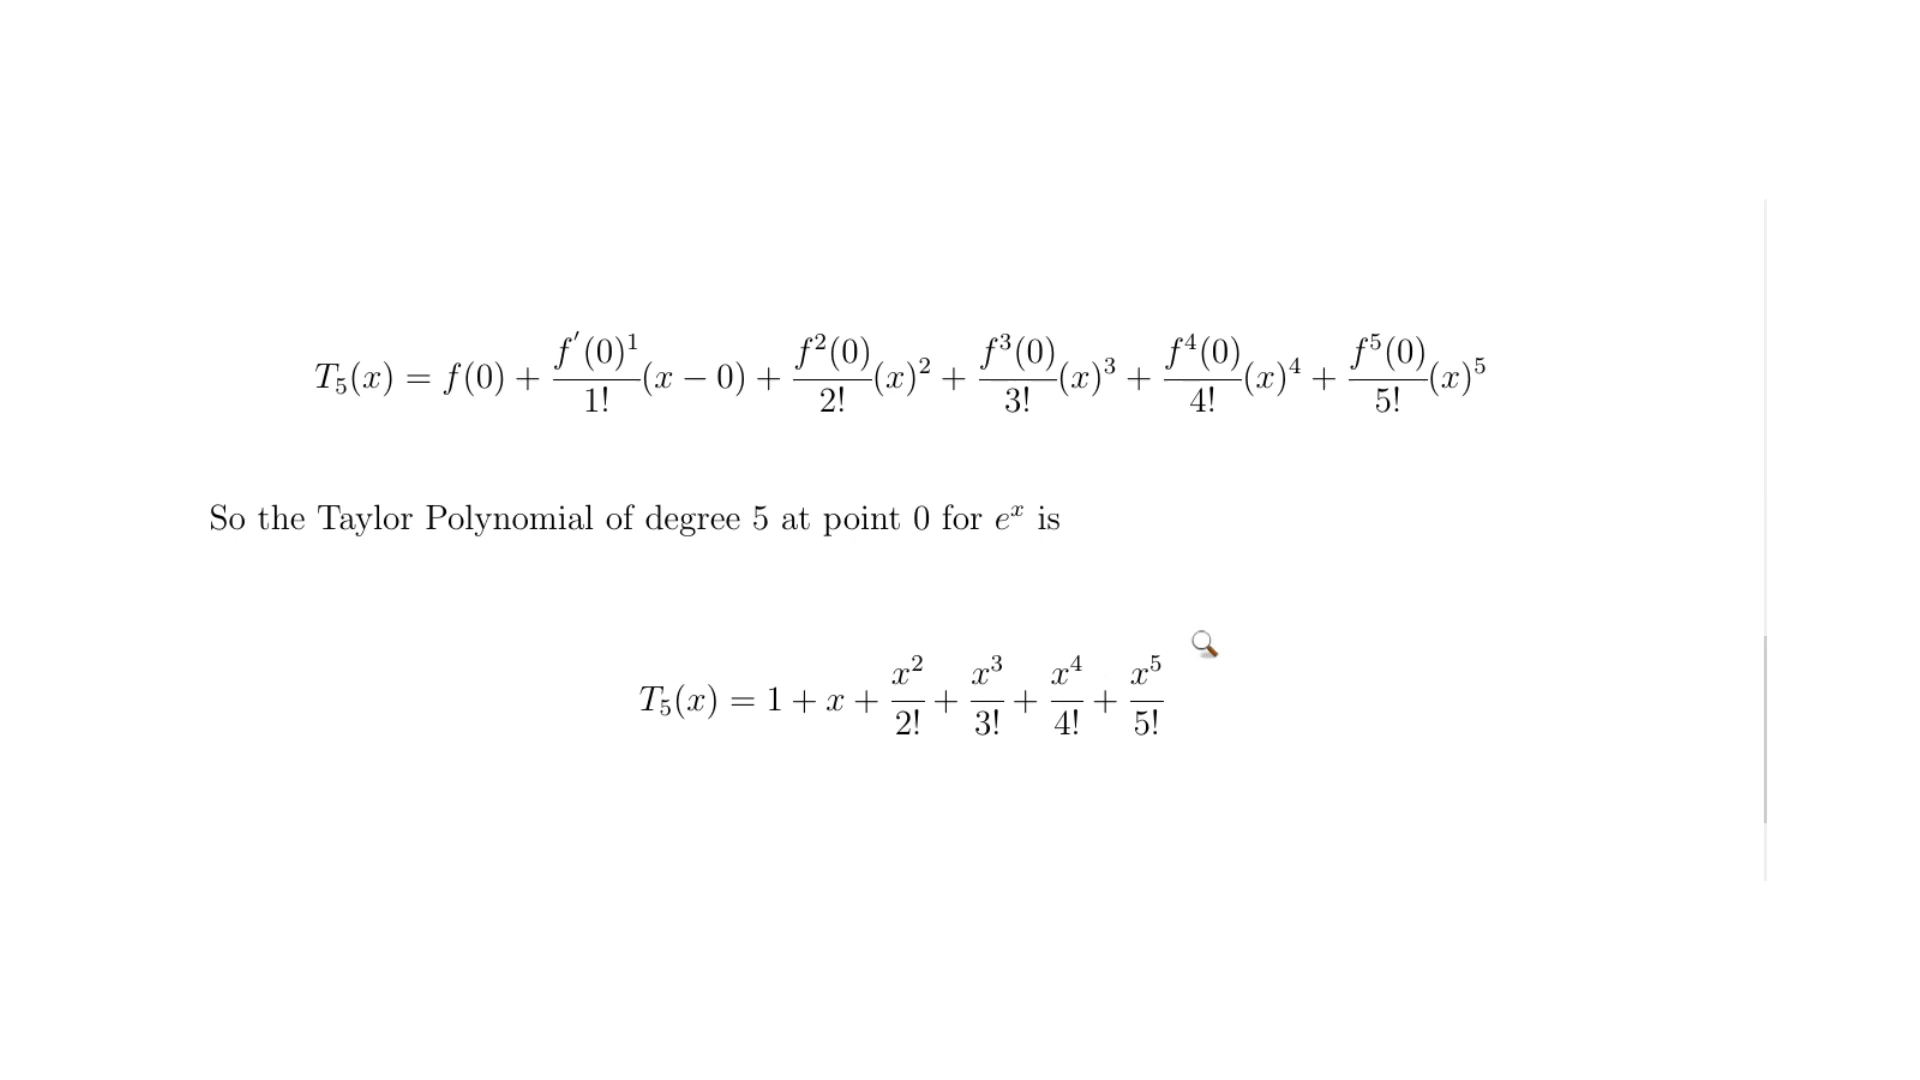 T₅(x) = f(0) + f′(0)¹/1! (x − 0) + f²(0)/2! (x)² + f³(0)/3! (x)³ + f⁴(0)/4! (x)⁴ + f⁵(0)/5! (x)⁵
So the Taylor Polynomial of degree 5 at point 0 for eˣ is
T₅(x) = 1 + x + x²/2! + x³/3! + x⁴/4! + x⁵/5!